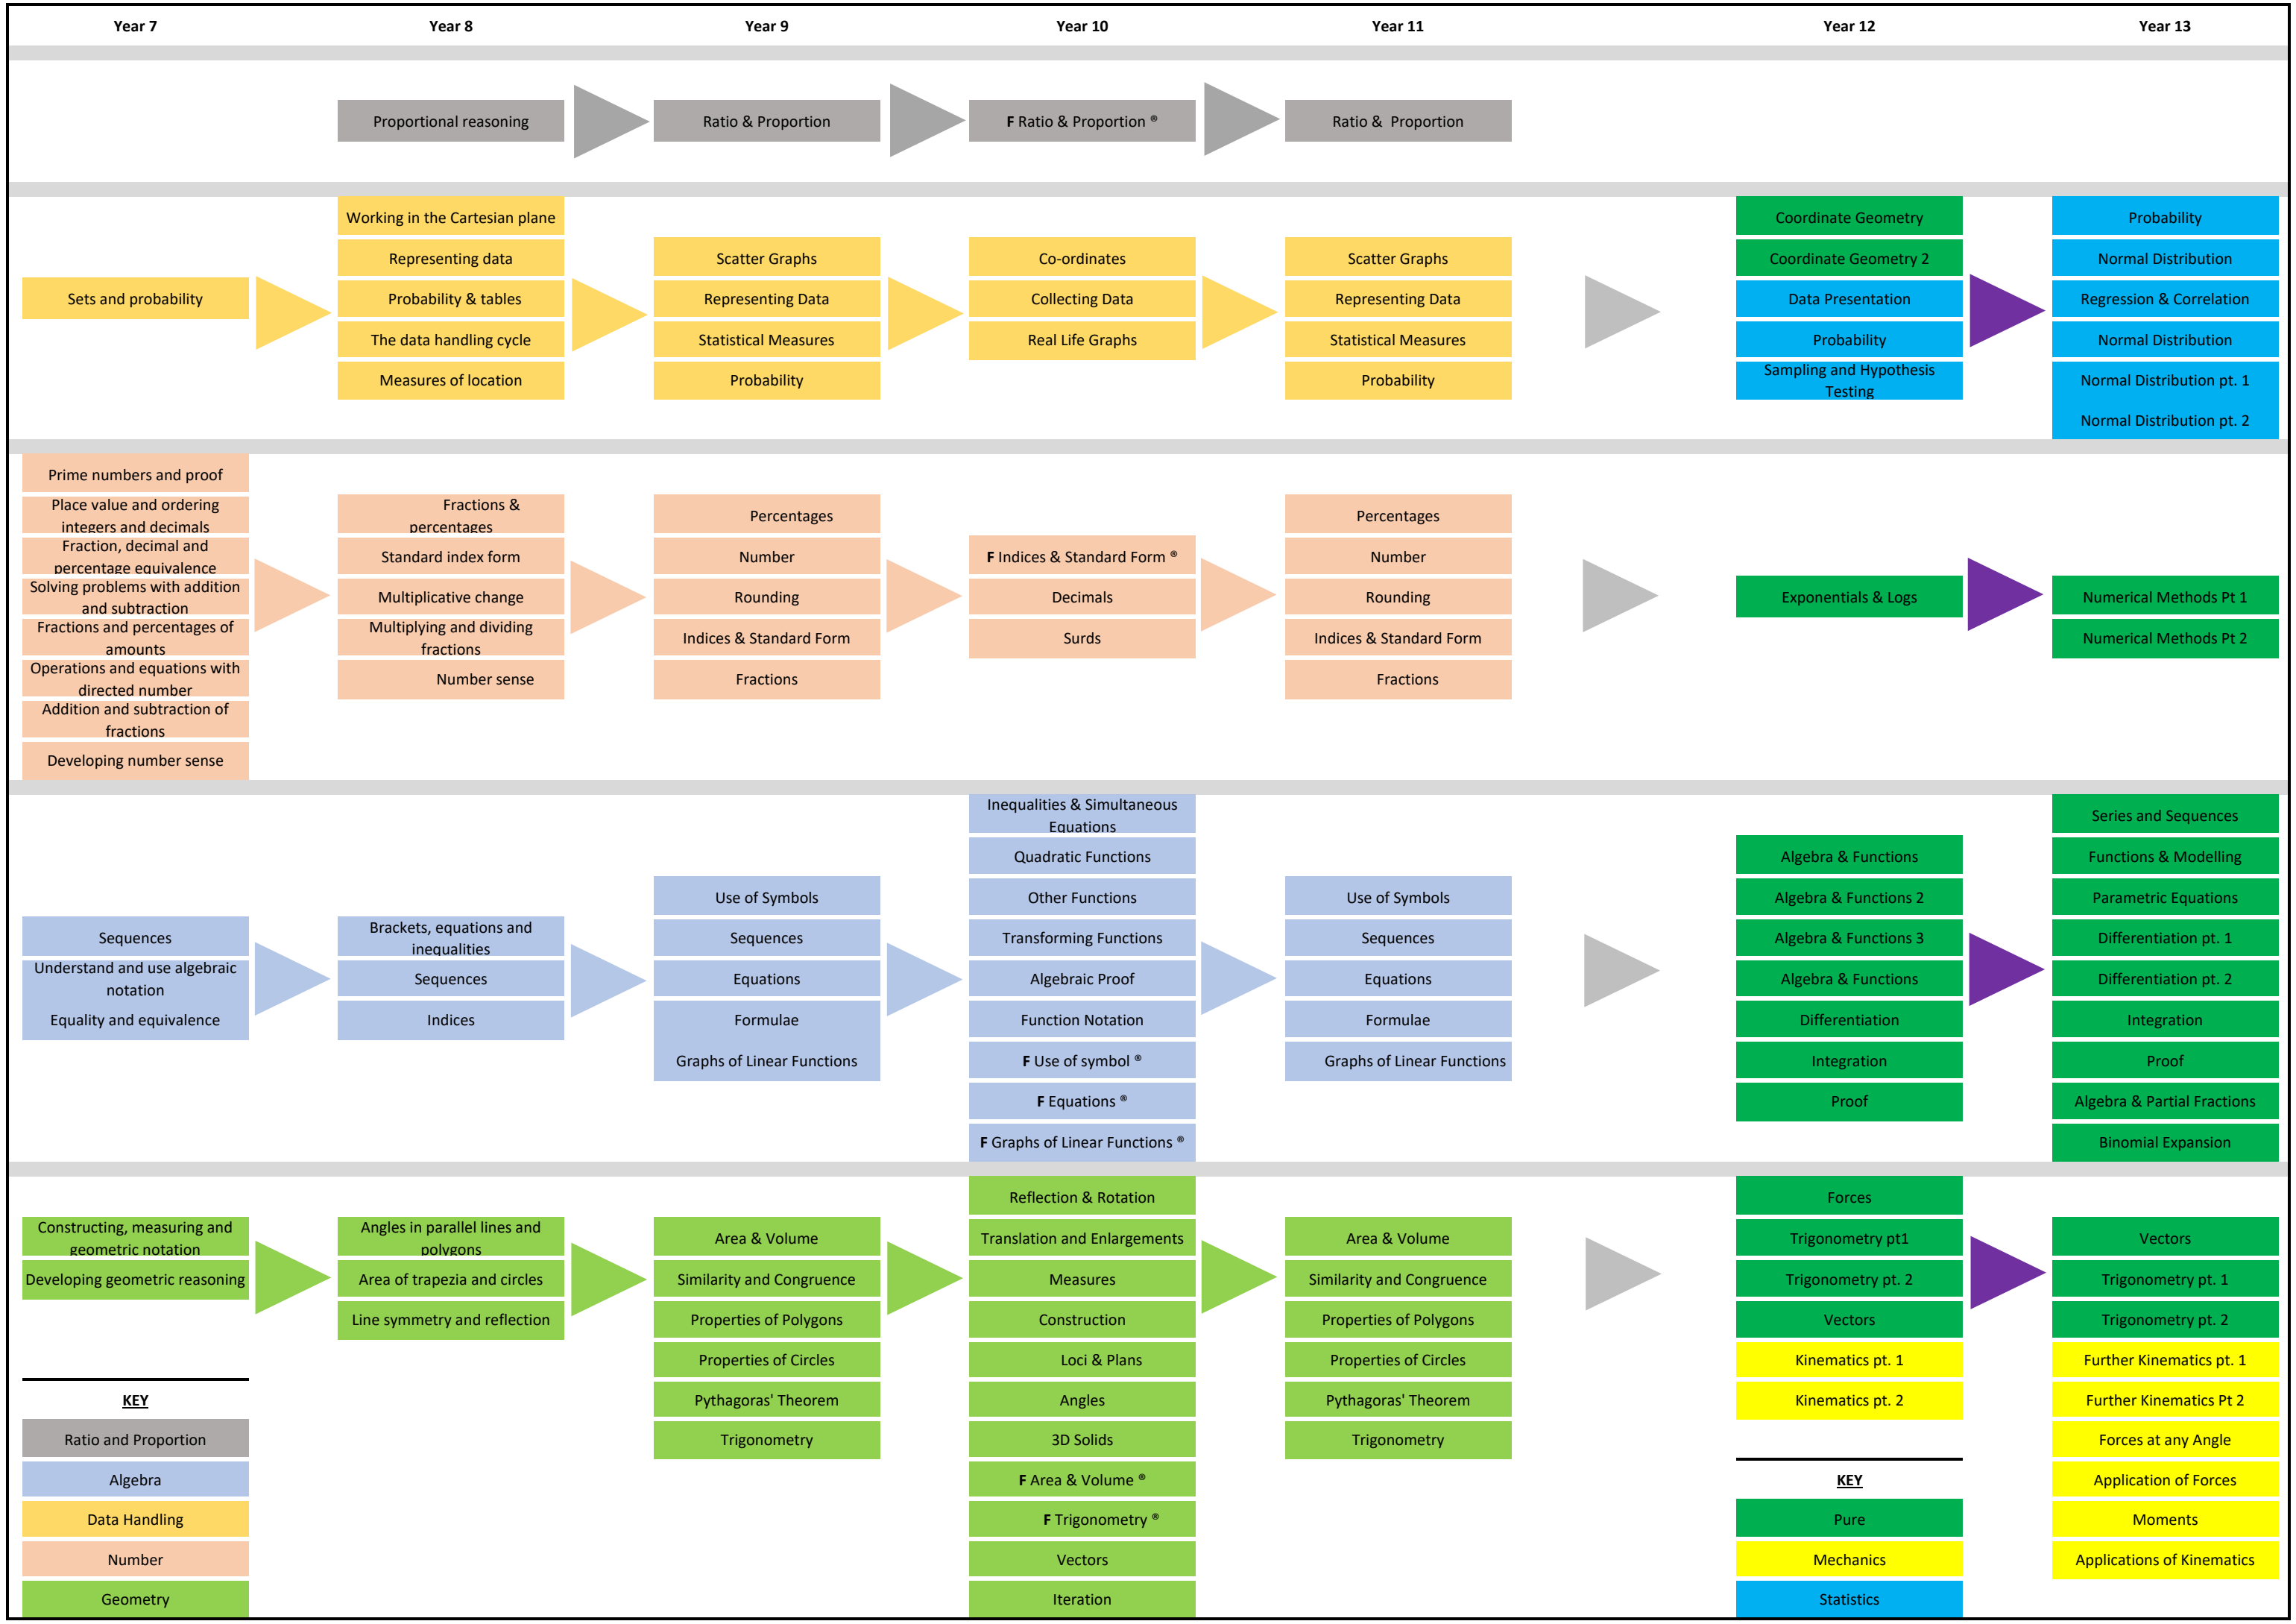 Year 7
Year 8
Year 9
Year 10
Year 11
Year 12
Year 13
Proportional reasoning
Ratio & Proportion
F Ratio & Proportion ®
Ratio & Proportion
Sets and probability
Working in the Cartesian plane
Representing data
Probability & tables
The data handling cycle
Measures of location
Scatter Graphs
Representing Data
Statistical Measures
Probability
Co-ordinates
Collecting Data
Real Life Graphs
Scatter Graphs
Representing Data
Statistical Measures
Probability
Coordinate Geometry
Coordinate Geometry 2
Data Presentation
Probability
Sampling and Hypothesis
Testing
Probability
Normal Distribution
Regression & Correlation
Normal Distribution
Normal Distribution pt. 1
Normal Distribution pt. 2
Prime numbers and proof
Place value and ordering
integers and decimals
Fraction, decimal and
percentage equivalence
Solving problems with addition
and subtraction
Fractions and percentages of
amounts
Operations and equations with
directed number
Addition and subtraction of
fractions
Developing number sense
Fractions &
percentages
Standard index form
Multiplicative change
Multiplying and dividing
fractions
Number sense
Percentages
Number
Rounding
Indices & Standard Form
Fractions
F Indices & Standard Form ®
Decimals
Surds
Percentages
Number
Rounding
Indices & Standard Form
Fractions
Exponentials & Logs
Numerical Methods Pt 1
Numerical Methods Pt 2
Sequences
Understand and use algebraic
notation
Equality and equivalence
Brackets, equations and
inequalities
Sequences
Indices
Use of Symbols
Sequences
Equations
Formulae
Graphs of Linear Functions
Inequalities & Simultaneous
Equations
Quadratic Functions
Other Functions
Transforming Functions
Algebraic Proof
Function Notation
F Use of symbol ®
F Equations ®
F Graphs of Linear Functions ®
Use of Symbols
Sequences
Equations
Formulae
Graphs of Linear Functions
Algebra & Functions
Algebra & Functions 2
Algebra & Functions 3
Algebra & Functions
Differentiation
Integration
Proof
Series and Sequences
Functions & Modelling
Parametric Equations
Differentiation pt. 1
Differentiation pt. 2
Integration
Proof
Algebra & Partial Fractions
Binomial Expansion
Constructing, measuring and
geometric notation
Developing geometric reasoning
Angles in parallel lines and
polygons
Area of trapezia and circles
Line symmetry and reflection
Area & Volume
Similarity and Congruence
Properties of Polygons
Properties of Circles
Pythagoras' Theorem
Trigonometry
Reflection & Rotation
Translation and Enlargements
Measures
Construction
Loci & Plans
Angles
3D Solids
F Area & Volume ®
F Trigonometry ®
Vectors
Iteration
Area & Volume
Similarity and Congruence
Properties of Polygons
Properties of Circles
Pythagoras' Theorem
Trigonometry
Forces
Trigonometry pt1
Trigonometry pt. 2
Vectors
Kinematics pt. 1
Kinematics pt. 2
Vectors
Trigonometry pt. 1
Trigonometry pt. 2
Further Kinematics pt. 1
Further Kinematics Pt 2
Forces at any Angle
Application of Forces
Moments
Applications of Kinematics
KEY
Ratio and Proportion
Algebra
Data Handling
Number
Geometry
KEY
Pure
Mechanics
Statistics